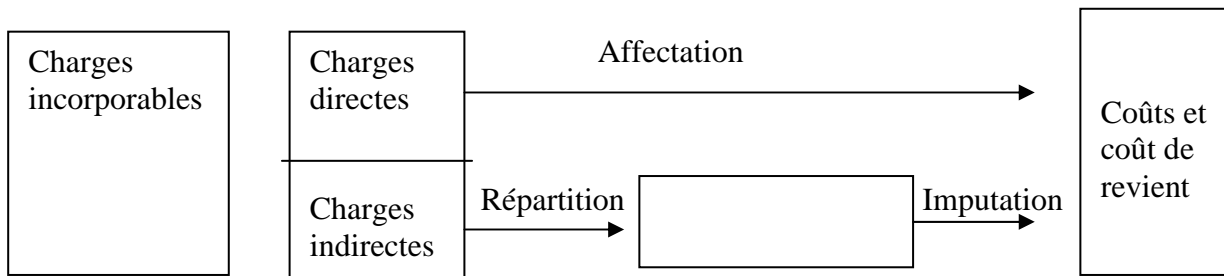 Charges
incorporables
Charges
directes
Affectation
Charges
indirectes
Répartition
Imputation
Coûts et
coût de
revient